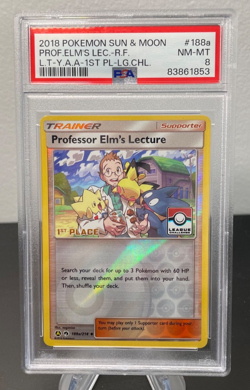 2018 POKEMON SUN & MOON #188a
PROF.ELM'S LEC.-R.F. NM-MT
L.T-Y.A.A-1ST PL-LG.CHL. 8
PSA 83861853
TRAINER Supporter
Professor Elm's Lecture
1ST PLACE
LEAGUE
CHALLENGE
Search your deck for up to 3 Pokémon with 60 HP
or less, reveal them, and put them into your hand.
Then, shuffle your deck.
You may play only 1 Supporter card during your
turn (before your attack).
188a/214